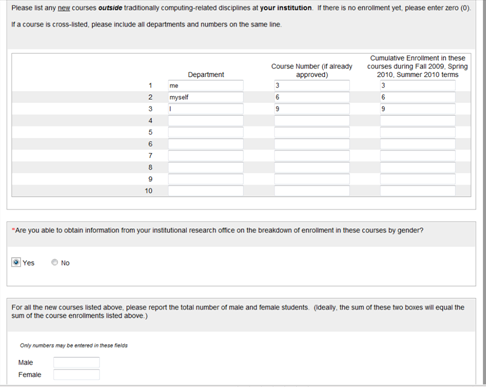 Please list any new courses outside traditionally computing-related disciplines at your institution. If there is no enrollment yet, please enter zero (0).
If a course is cross-listed, please include all departments and numbers on the same line.
Cumulative Enrollment in these
Course Number (if already courses during Fall 2009, Spring
Department approved) 2010, Summer 2010 terms
1 me 3 3
2 myself 6 6
3 I 9 9
4
5
6
7
8
9
10
*Are you able to obtain information from your institutional research office on the breakdown of enrollment in these courses by gender?
Yes No
For all the new courses listed above, please report the total number of male and female students. (Ideally, the sum of these two boxes will equal the
sum of the course enrollments listed above.)
Only numbers may be entered in these fields
Male
Female